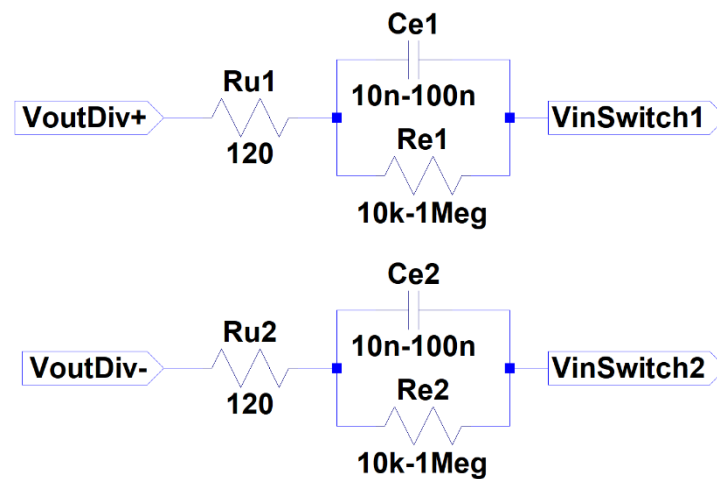 Ce1
Ru1
10n-100n
VoutDiv+
VinSwitch1
Re1
120
10k-1Meg
Ce2
Ru2
10n-100n
VoutDiv-
VinSwitch2
Re2
120
10k-1Meg